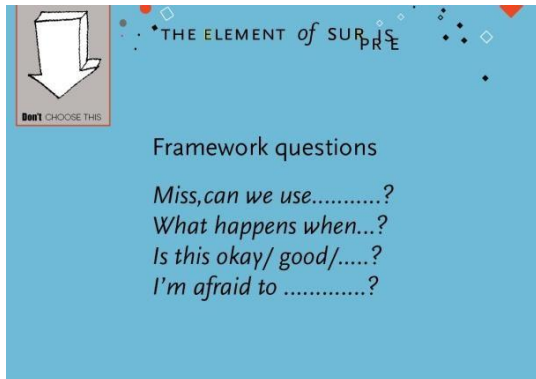 THE ELEMENT of SURPRISE
Don't CHOOSE THIS
Framework questions
Miss,can we use...........?
What happens when...?
Is this okay/ good/.....?
I'm afraid to .............?